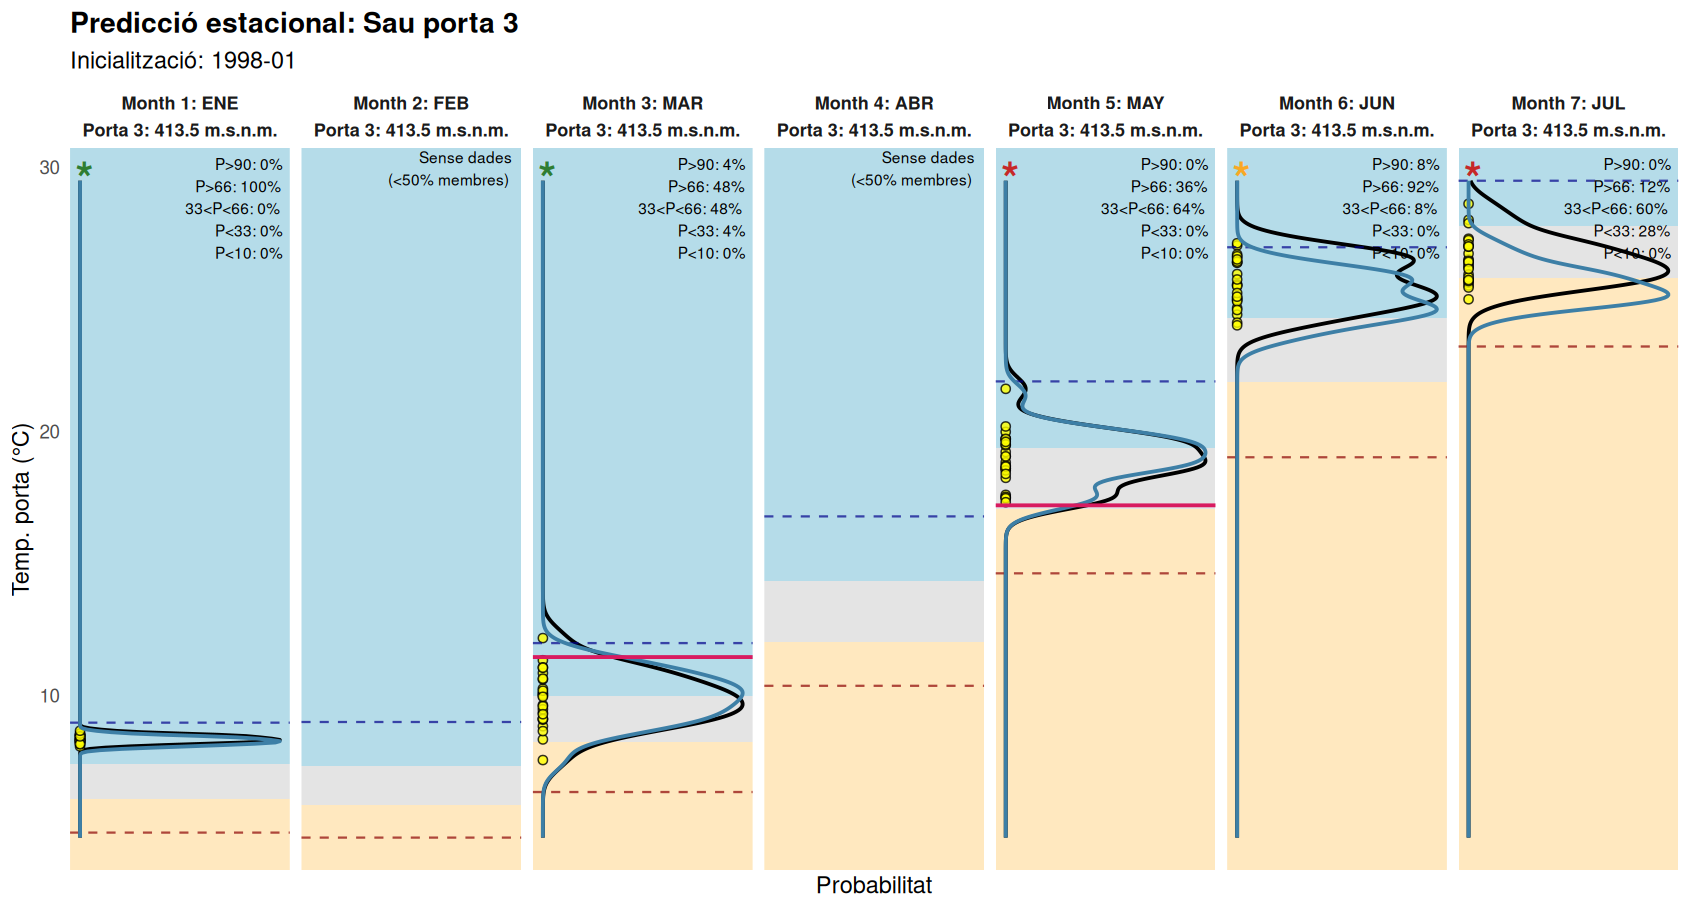 Predicció estacional: Sau porta 3
Inicialització: 1998-01
Month 1: ENE
Porta 3: 413.5 m.s.n.m.
Month 2: FEB
Porta 3: 413.5 m.s.n.m.
Month 3: MAR
Porta 3: 413.5 m.s.n.m.
Month 4: ABR
Porta 3: 413.5 m.s.n.m.
Month 5: MAY
Porta 3: 413.5 m.s.n.m.
Month 6: JUN
Porta 3: 413.5 m.s.n.m.
Month 7: JUL
Porta 3: 413.5 m.s.n.m.
Temp. porta (°C)
30
20
10
*
P>90: 0%
P>66: 100%
33<P<66: 0%
P<33: 0%
P<10: 0%
Sense dades
(<50% membres)
*
P>90: 4%
P>66: 48%
33<P<66: 48%
P<33: 4%
P<10: 0%
Sense dades
(<50% membres)
*
P>90: 0%
P>66: 36%
33<P<66: 64%
P<33: 0%
P<10: 0%
*
P>90: 8%
P>66: 92%
33<P<66: 8%
P<33: 0%
P<10: 0%
*
P>90: 0%
P>66: 12%
33<P<66: 60%
P<33: 28%
P<10: 0%
Probabilitat